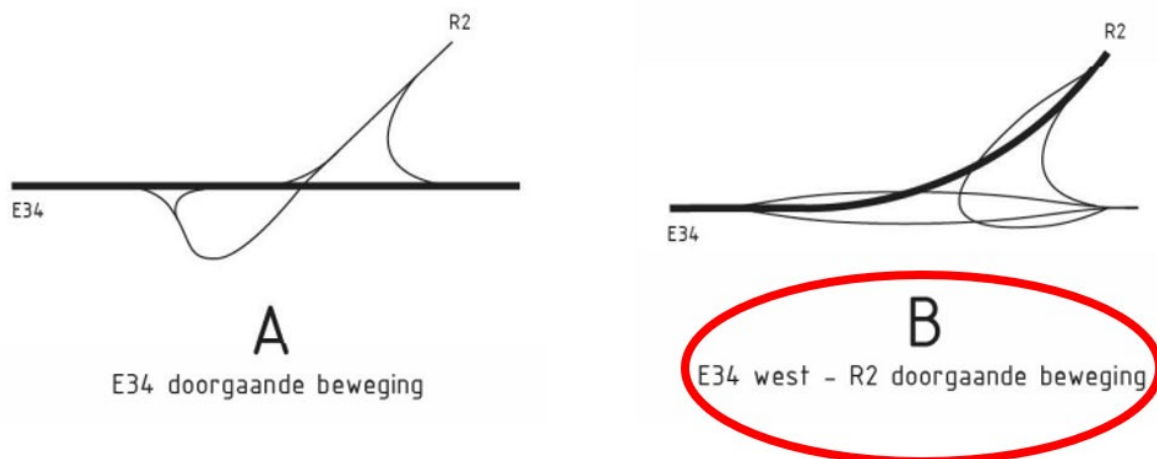 R2
E34
A
E34 doorgaande beweging
R2
E34
B
E34 west - R2 doorgaande beweging